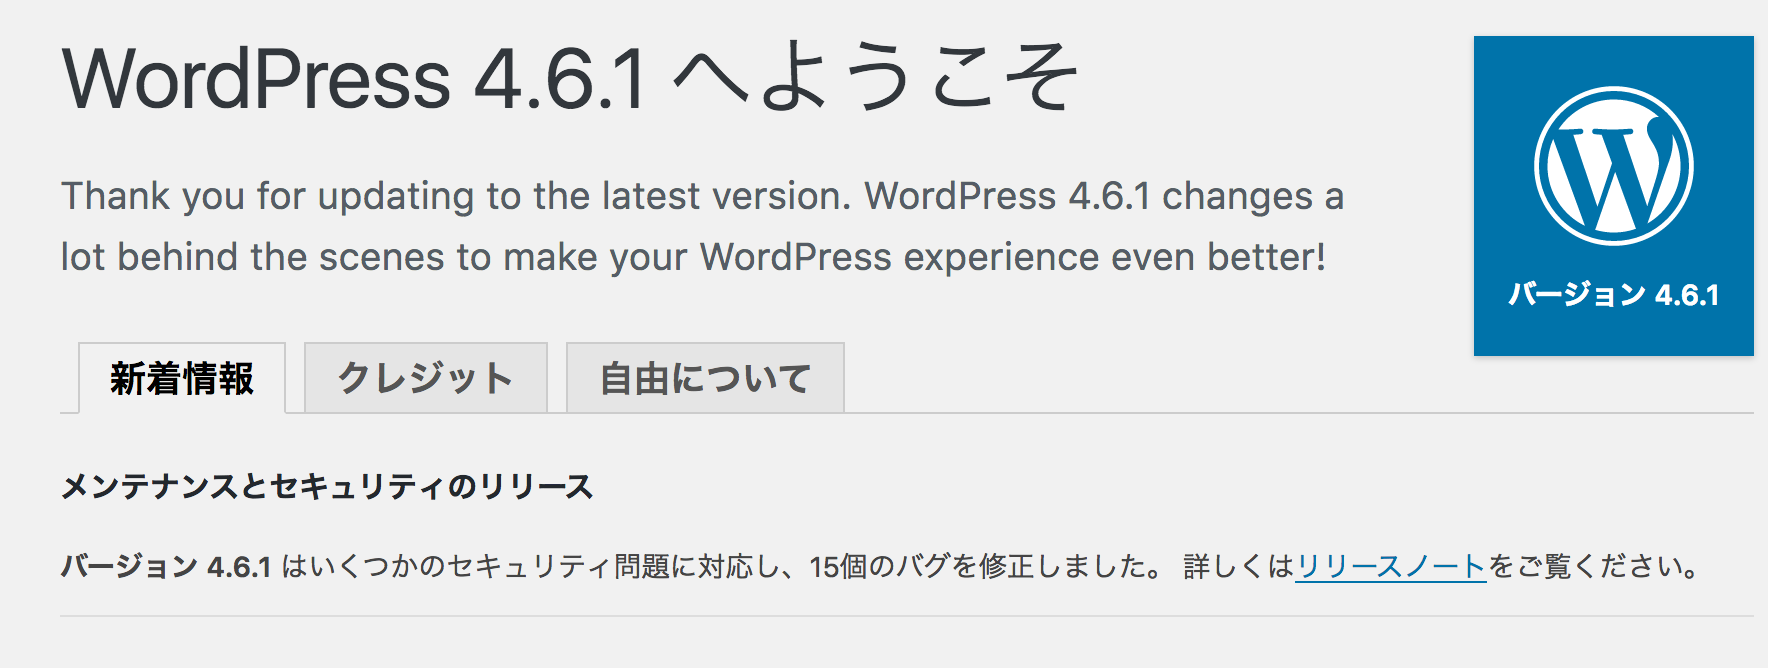 WordPress 4.6.1 へようこそ
Thank you for updating to the latest version. WordPress 4.6.1 changes a
lot behind the scenes to make your WordPress experience even better!
バージョン 4.6.1
新着情報
クレジット
自由について
メンテナンスとセキュリティのリリース
バージョン 4.6.1 はいくつかのセキュリティ問題に対応し、15個のバグを修正しました。 詳しくはリリースノートをご覧ください。